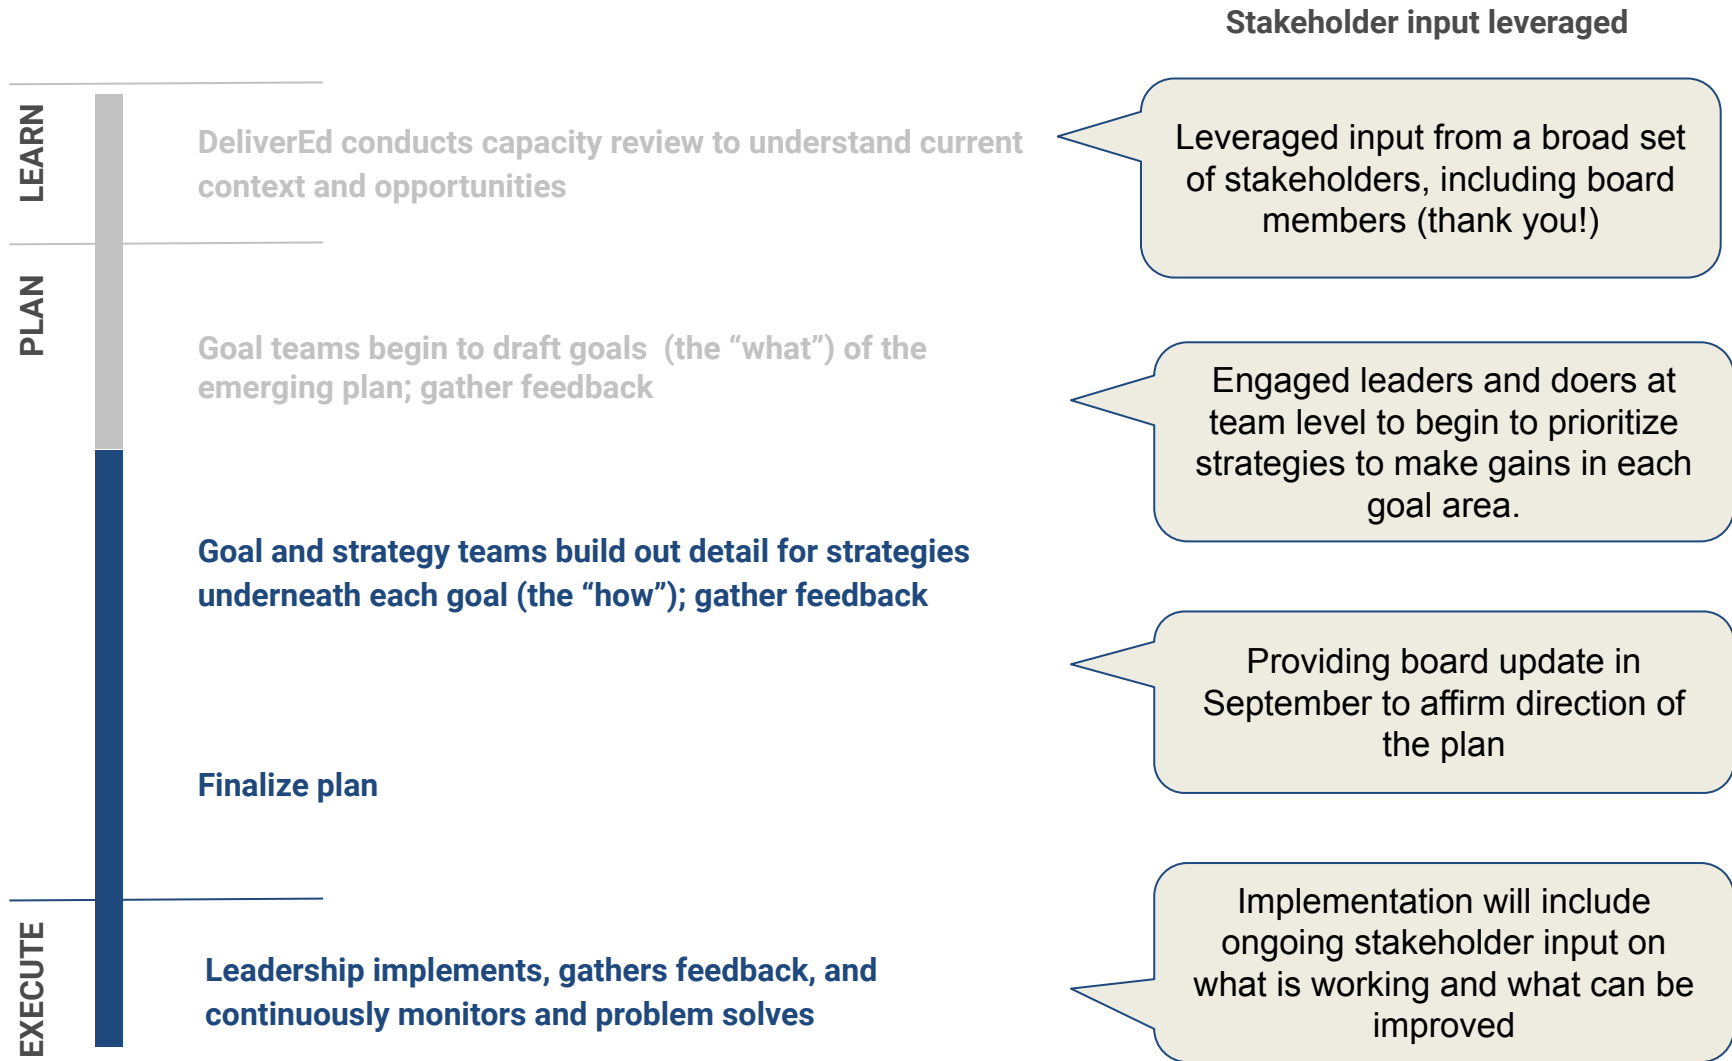 Stakeholder input leveraged
LEARN
DeliverEd conducts capacity review to understand current
context and opportunities
Leveraged input from a broad set
of stakeholders, including board
members (thank you!)
PLAN
Goal teams begin to draft goals  (the “what”) of the
emerging plan; gather feedback
Engaged leaders and doers at
team level to begin to prioritize
strategies to make gains in each
goal area.
Goal and strategy teams build out detail for strategies
underneath each goal (the “how”); gather feedback
Providing board update in
September to affirm direction of
the plan
Finalize plan
EXECUTE
Leadership implements, gathers feedback, and
continuously monitors and problem solves
Implementation will include
ongoing stakeholder input on
what is working and what can be
improved